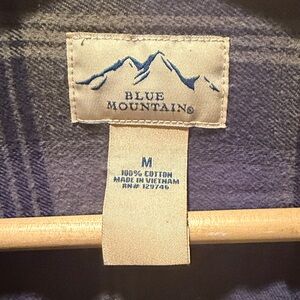 BLUE
MOUNTAIN®
M
100% COTTON
MADE IN VIETNAM
RN# 129746